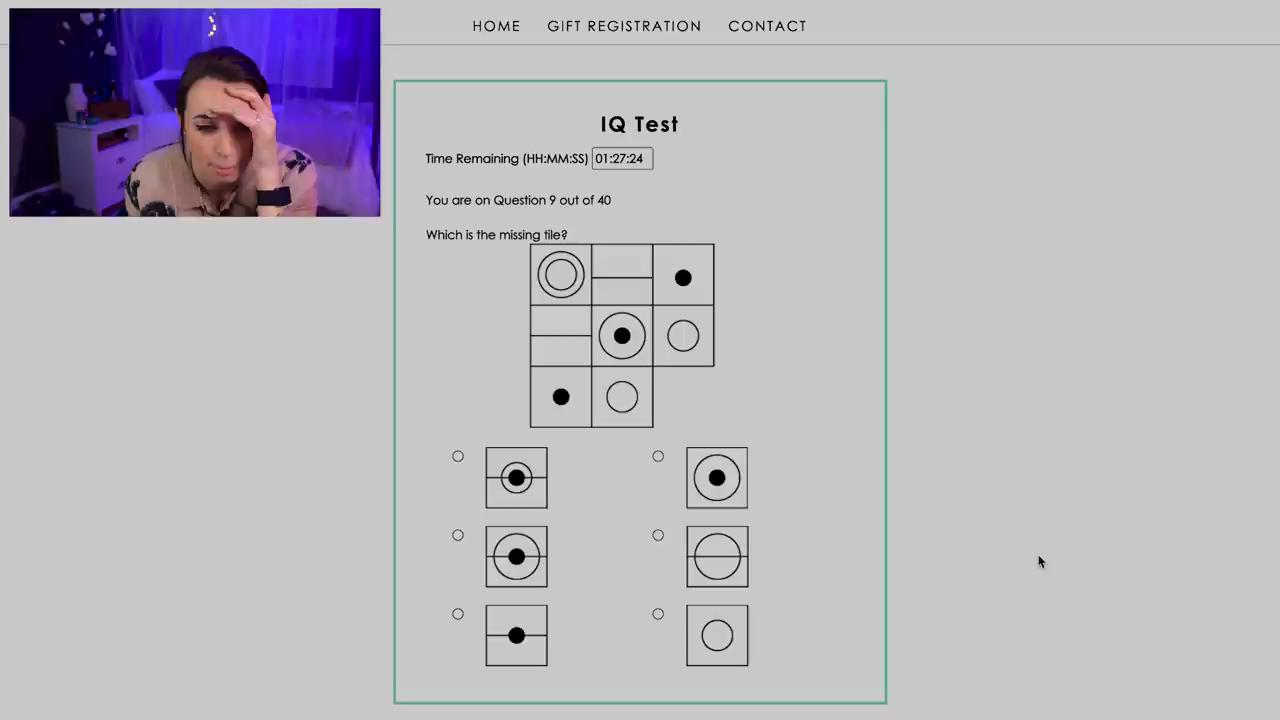 HOME GIFT REGISTRATION CONTACT
IQ Test
Time Remaining (HH:MM:SS) 01:27:24
You are on Question 9 out of 40
Which is the missing tile?